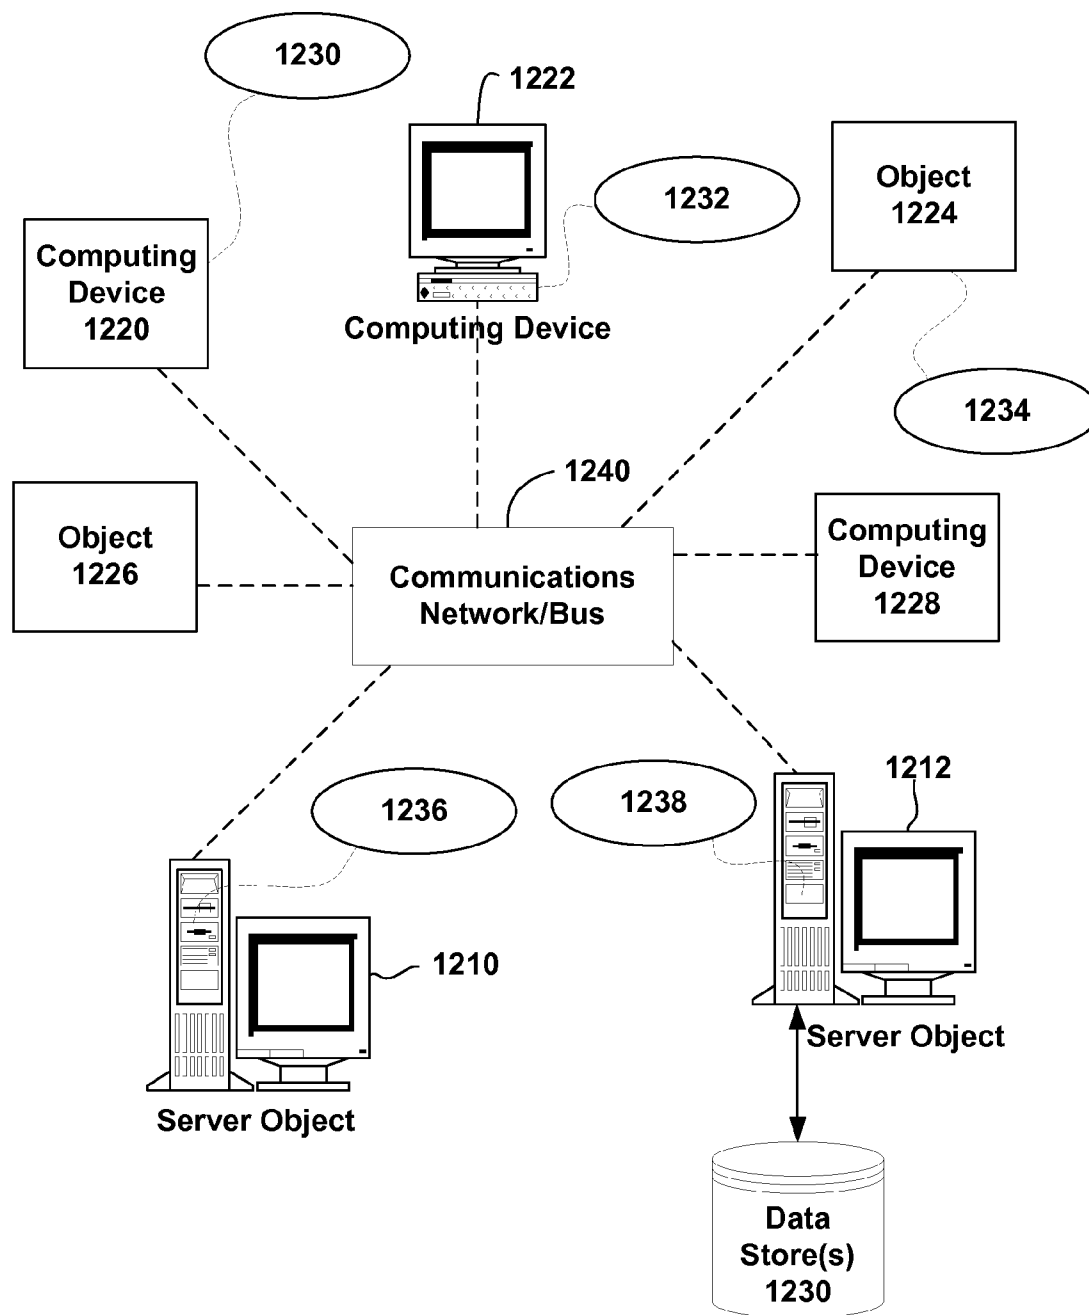 1230
1222
1232
Object
1224
Computing
Device
1220
Computing Device
1234
1240
Object
1226
Communications
Network/Bus
Computing
Device
1228
1236
1238
1212
1210
Server Object
Server Object
Data
Store(s)
1230